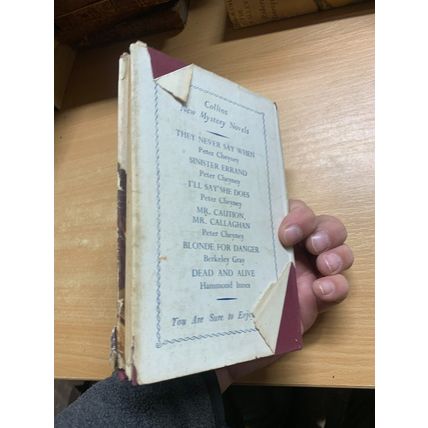 Collins
New Mystery Novels
THEY NEVER SAY WHEN
Peter Cheyney
SINISTER ERRAND
Peter Cheyney
I'LL SAY SHE DOES
Peter Cheyney
MR. CAUTION,
MR. CALLAGHAN
Peter Cheyney
BLONDE FOR DANGER
Berkeley Gray
DEAD AND ALIVE
Hammond Innes
You Are Sure to Enjoy